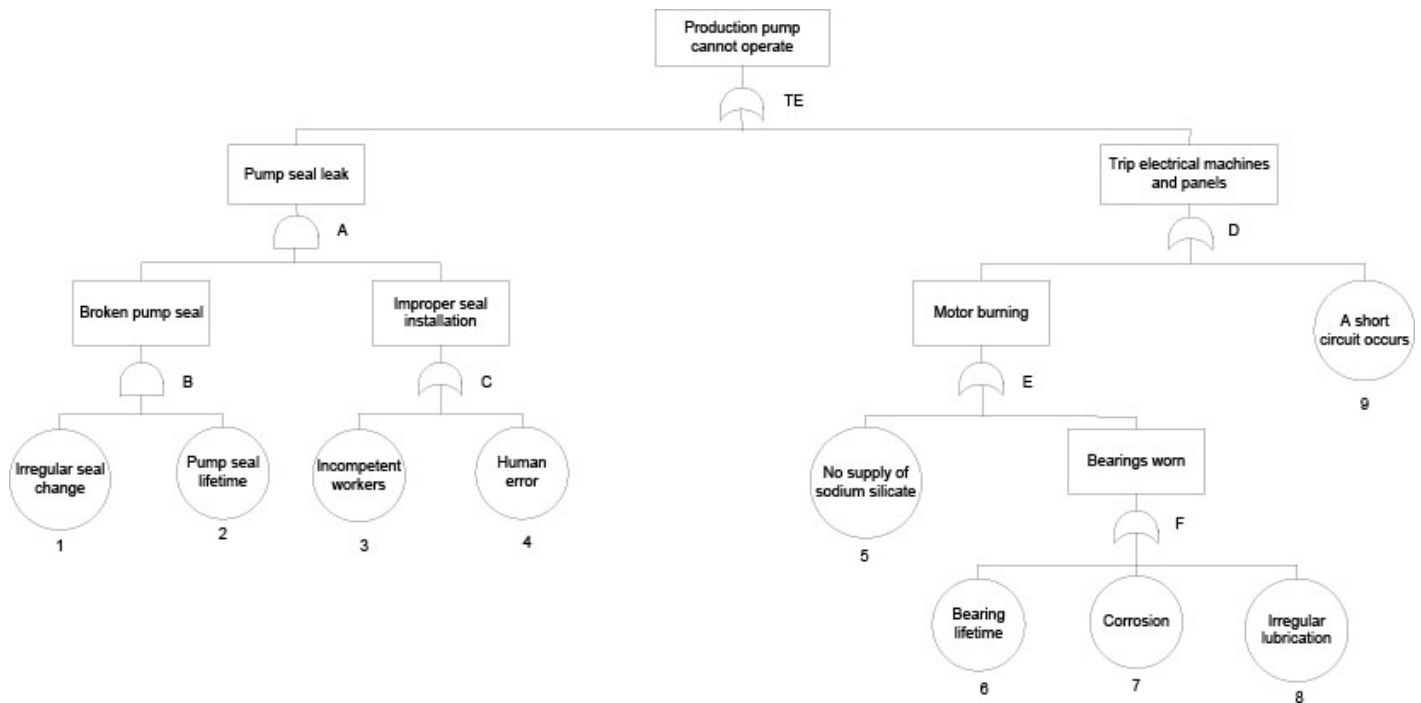 Production pump
cannot operate
TE
Pump seal leak
Trip electrical machines
and panels
A
D
Broken pump seal
Improper seal
installation
Motor burning
A short
circuit occurs
B
C
E
9
Irregular seal
change
Pump seal
lifetime
Incompetent
workers
Human
error
No supply of
sodium silicate
Bearings worn
1
2
3
4
5
F
Bearing
lifetime
Corrosion
Irregular
lubrication
6
7
8